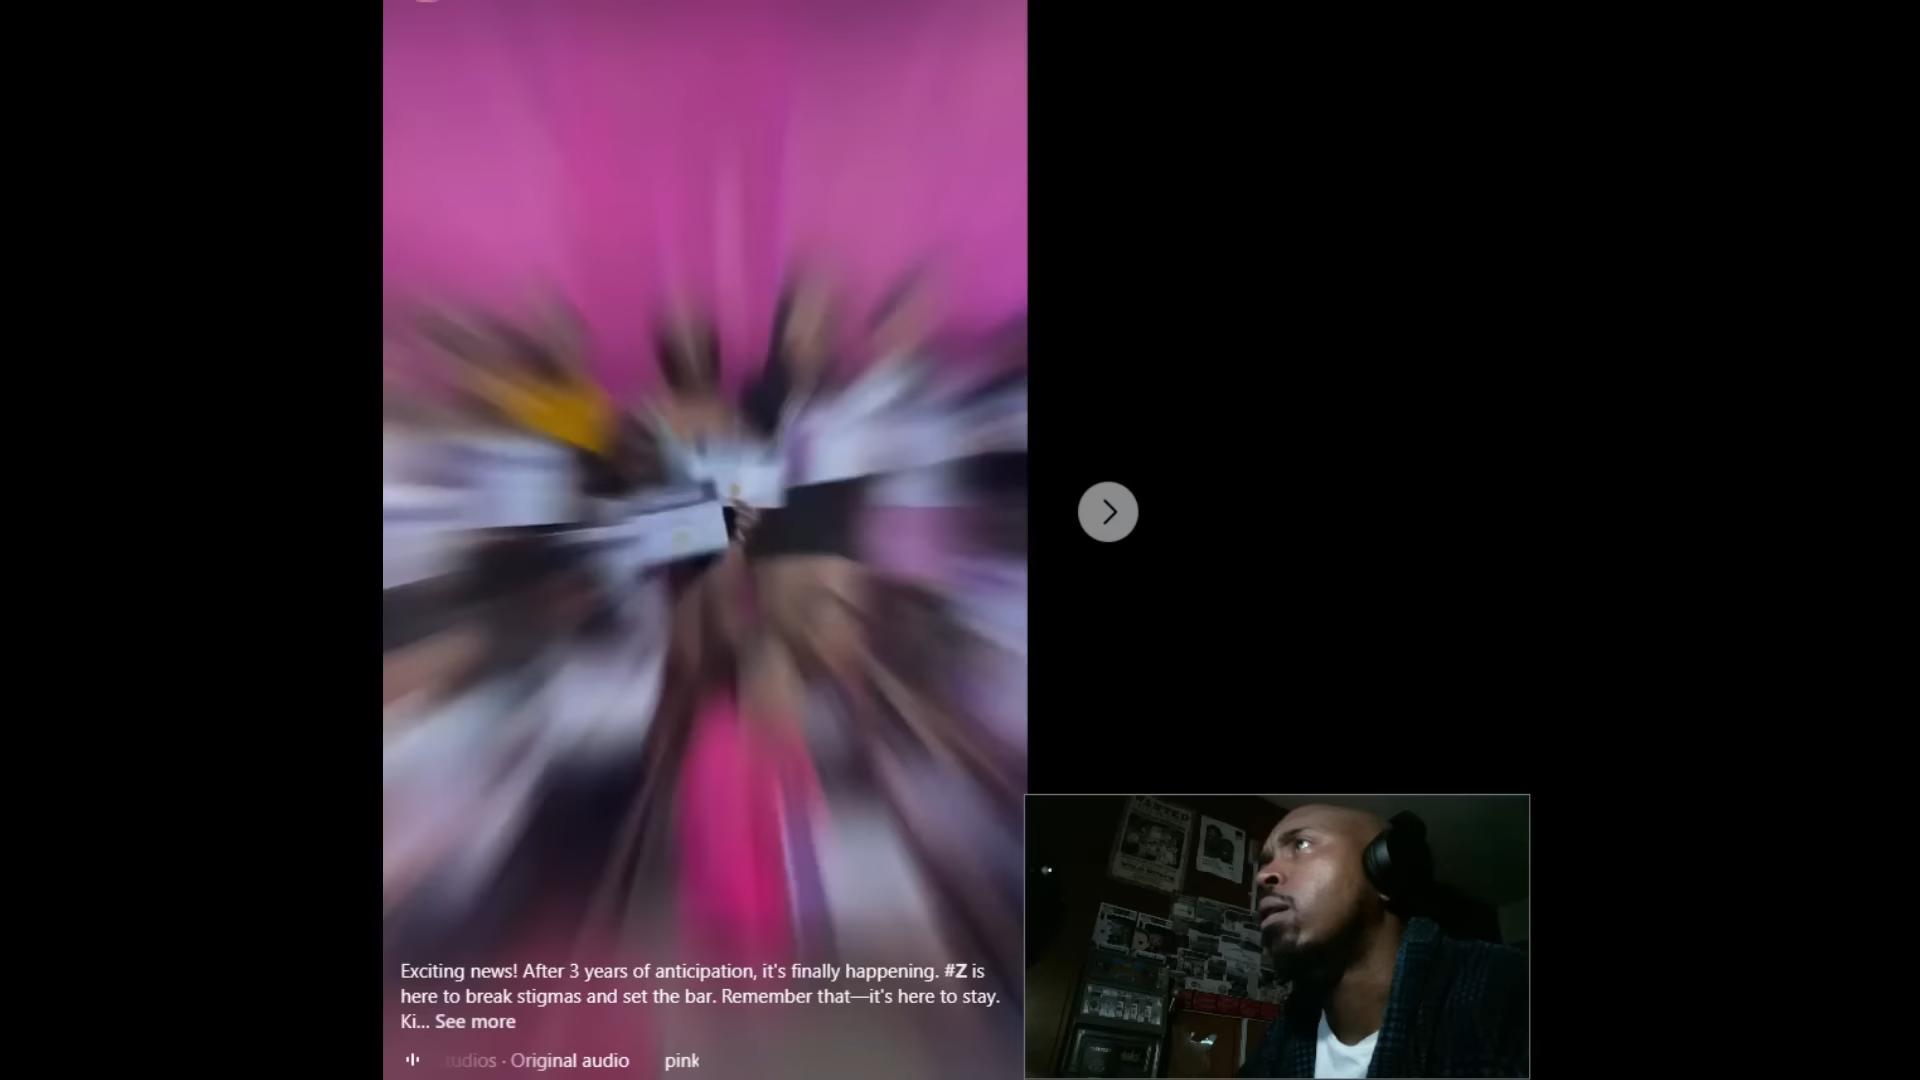 Exciting news! After 3 years of anticipation, it's finally happening. #Z is
here to break stigmas and set the bar. Remember that—it's here to stay.
Ki... See more
udios · Original audio pink